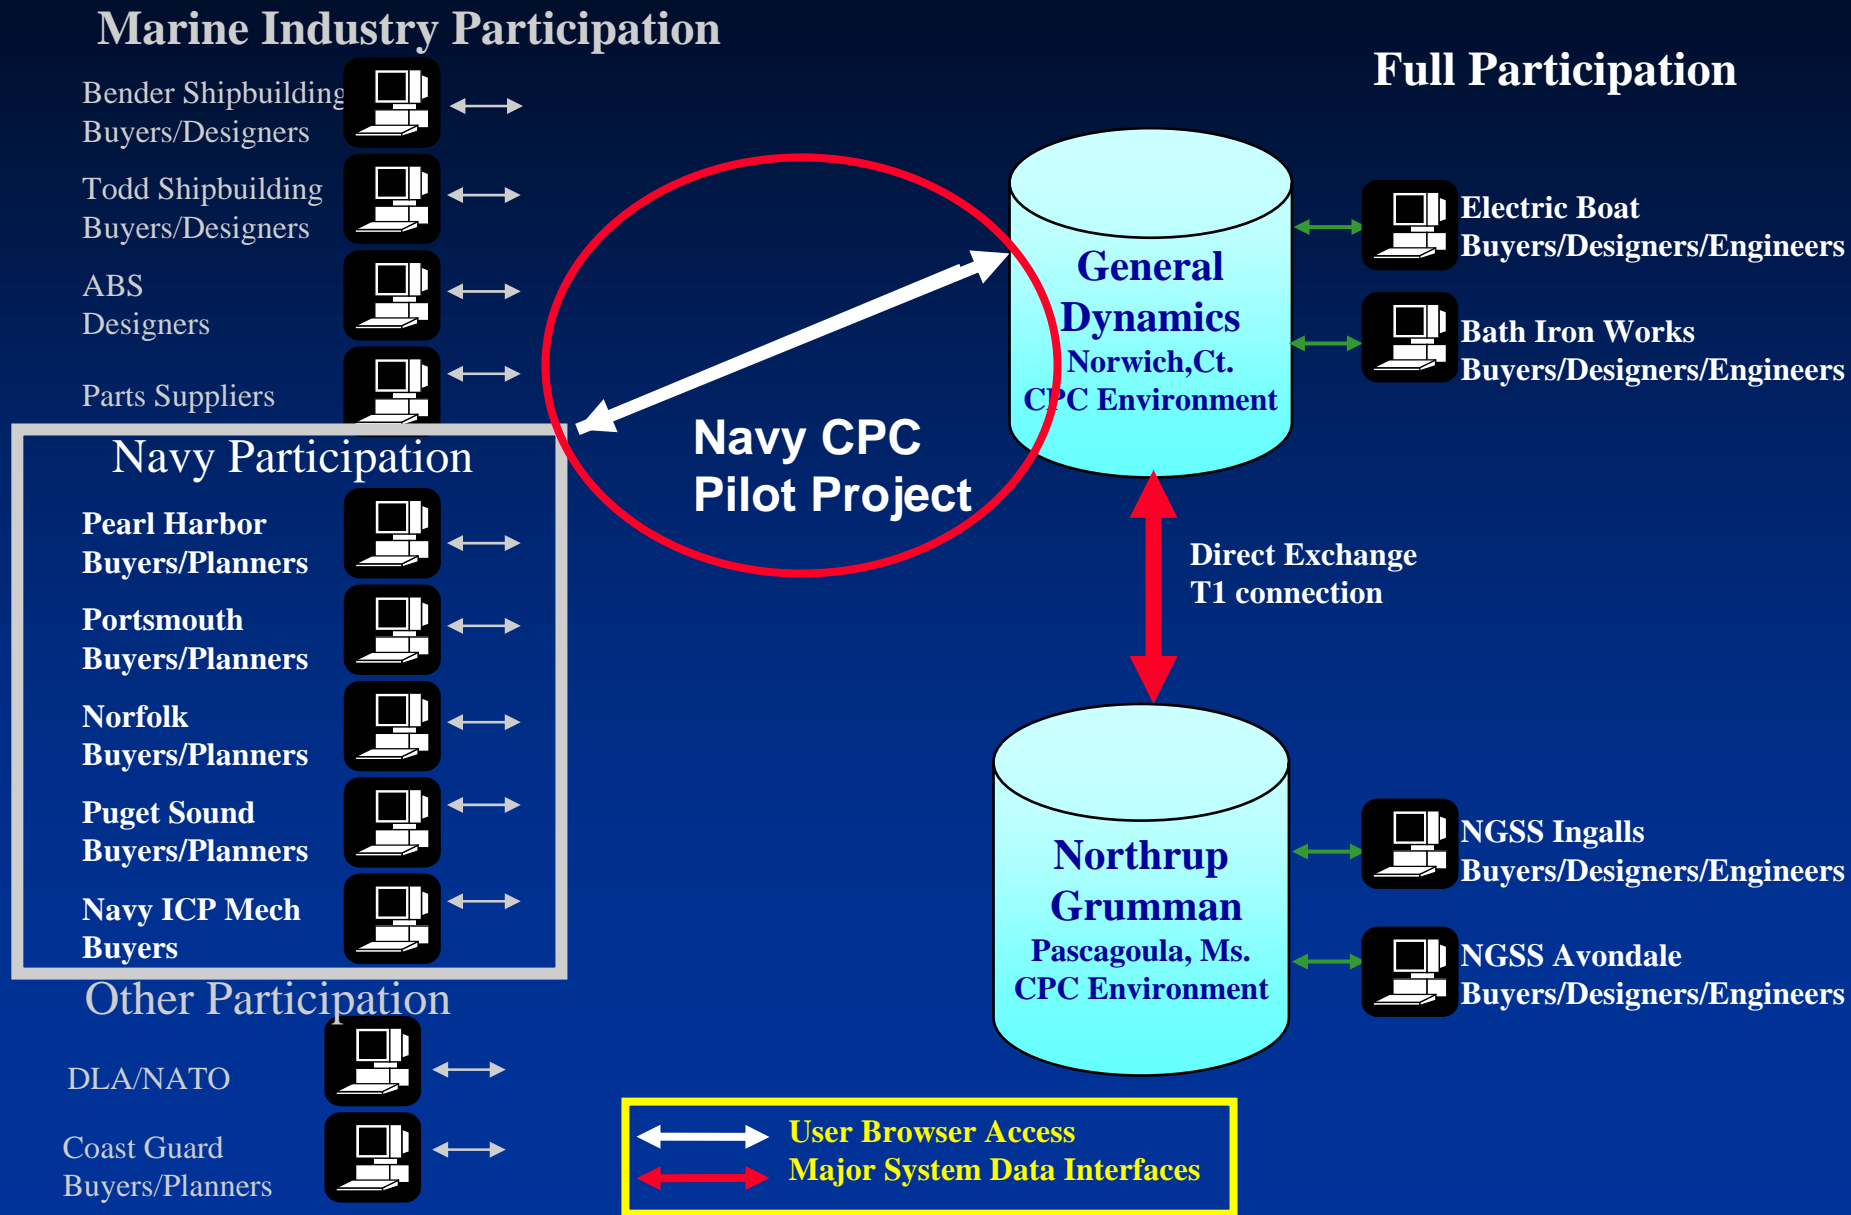 Marine Industry Participation
Bender Shipbuilding
Buyers/Designers
Todd Shipbuilding
Buyers/Designers
ABS
Designers
Parts Suppliers
Navy Participation
Pearl Harbor
Buyers/Planners
Portsmouth
Buyers/Planners
Norfolk
Buyers/Planners
Puget Sound
Buyers/Planners
Navy ICP Mech
Buyers
Other Participation
DLA/NATO
Coast Guard
Buyers/Planners
Navy CPC
Pilot Project
Full Participation
General
Dynamics
Norwich,Ct.
CPC Environment
Electric Boat
Buyers/Designers/Engineers
Bath Iron Works
Buyers/Designers/Engineers
Direct Exchange
T1 connection
Northrup
Grumman
Pascagoula, Ms.
CPC Environment
NGSS Ingalls
Buyers/Designers/Engineers
NGSS Avondale
Buyers/Designers/Engineers
User Browser Access
Major System Data Interfaces